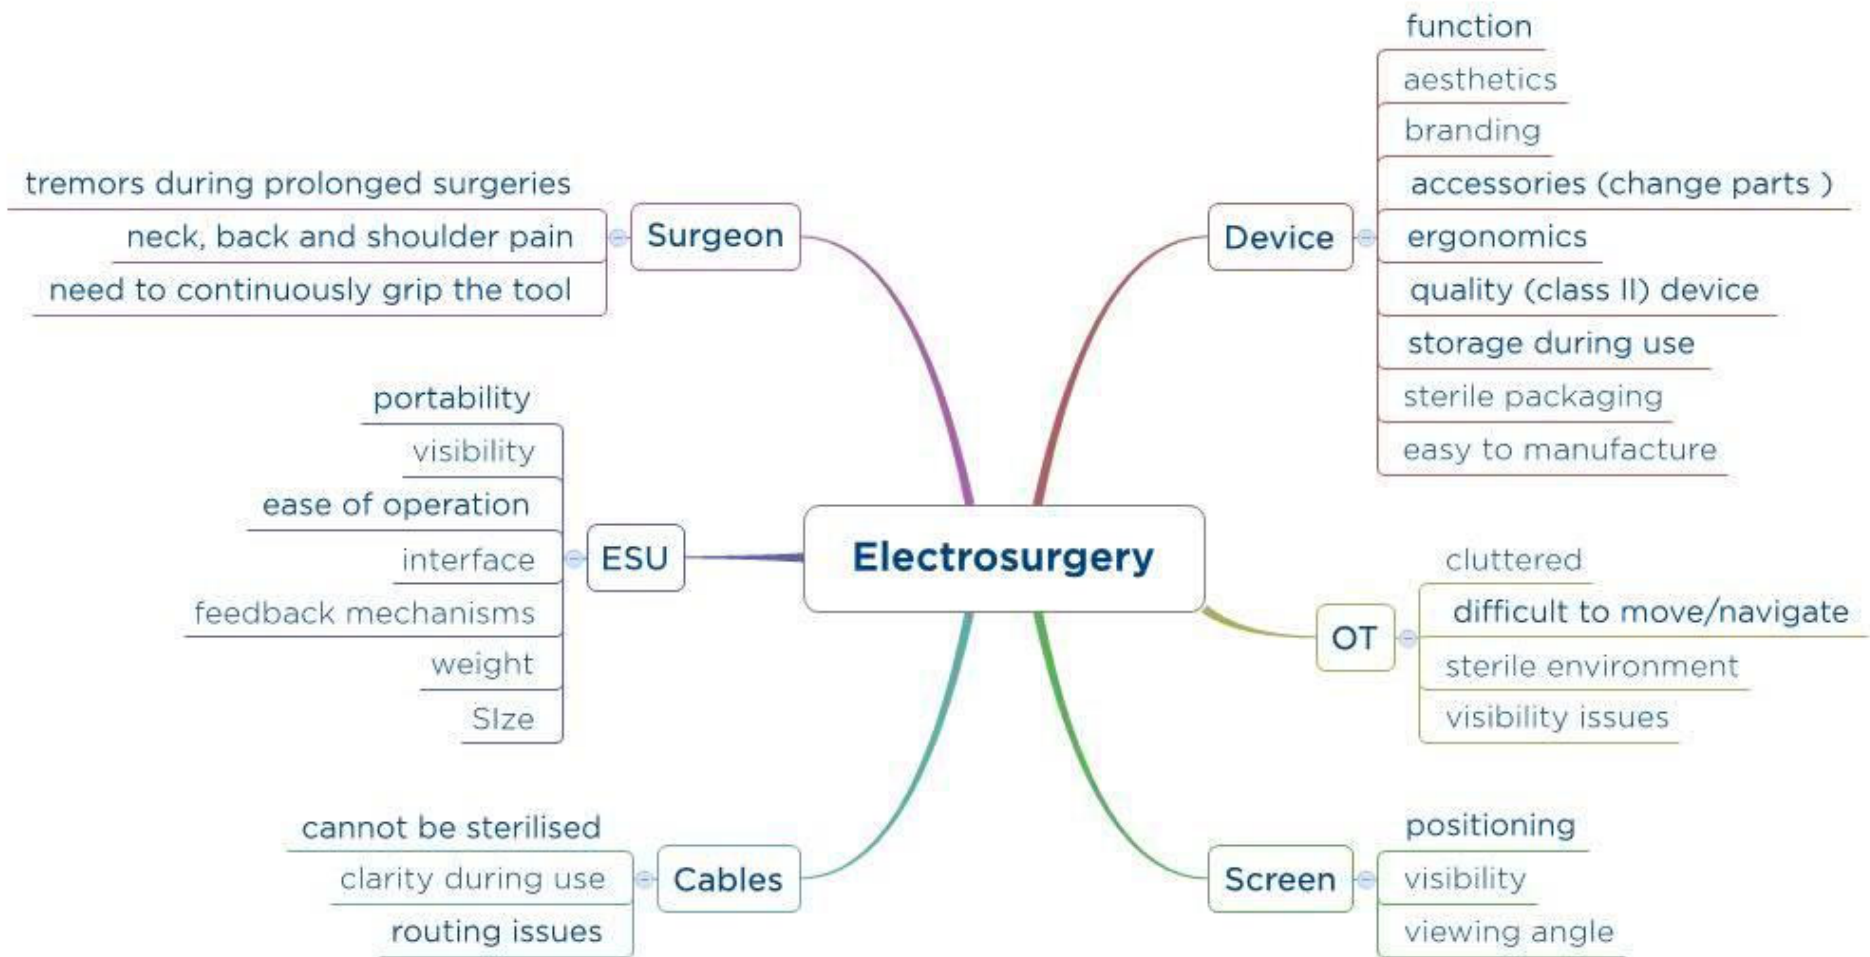 Electrosurgery
Surgeon
tremors during prolonged surgeries
neck, back and shoulder pain
need to continuously grip the tool
ESU
portability
visibility
ease of operation
interface
feedback mechanisms
weight
SIze
Cables
cannot be sterilised
clarity during use
routing issues
Device
function
aesthetics
branding
accessories (change parts )
ergonomics
quality (class II) device
storage during use
sterile packaging
easy to manufacture
OT
cluttered
difficult to move/navigate
sterile environment
visibility issues
Screen
positioning
visibility
viewing angle